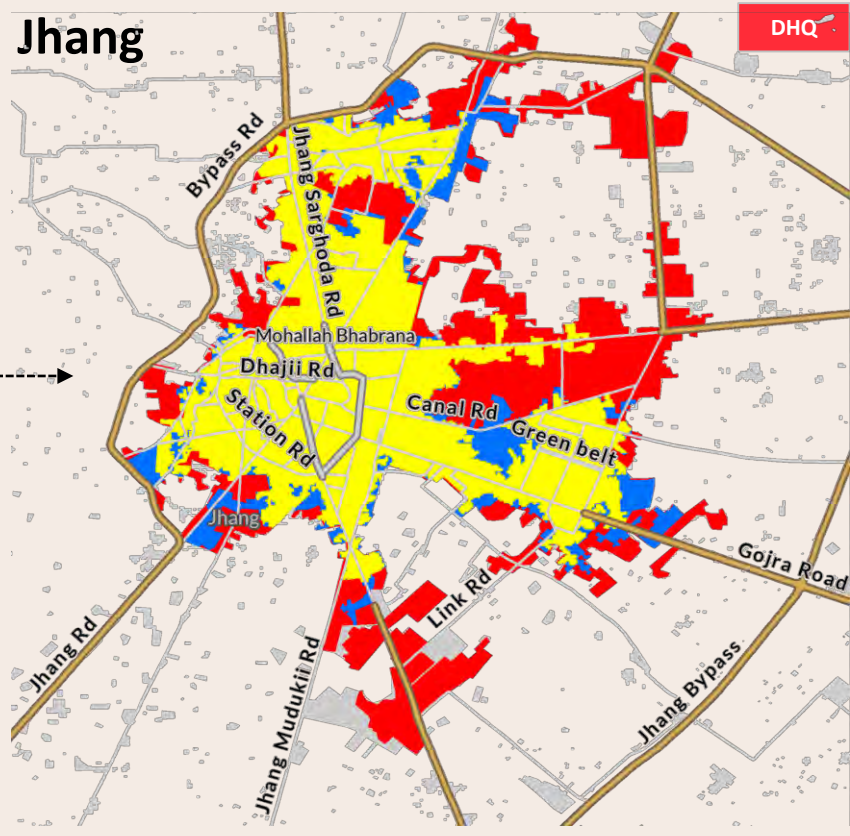 Jhang
DHQ
Bypass Rd
Jhang Sarghoda Rd
Mohallah Bhabrana
Dhajii Rd
Station Rd
Canal Rd
Green belt
Jhang
Gojra Road
Link Rd
Jhang Rd
Jhang Mudukii Rd
Jhang Bypass